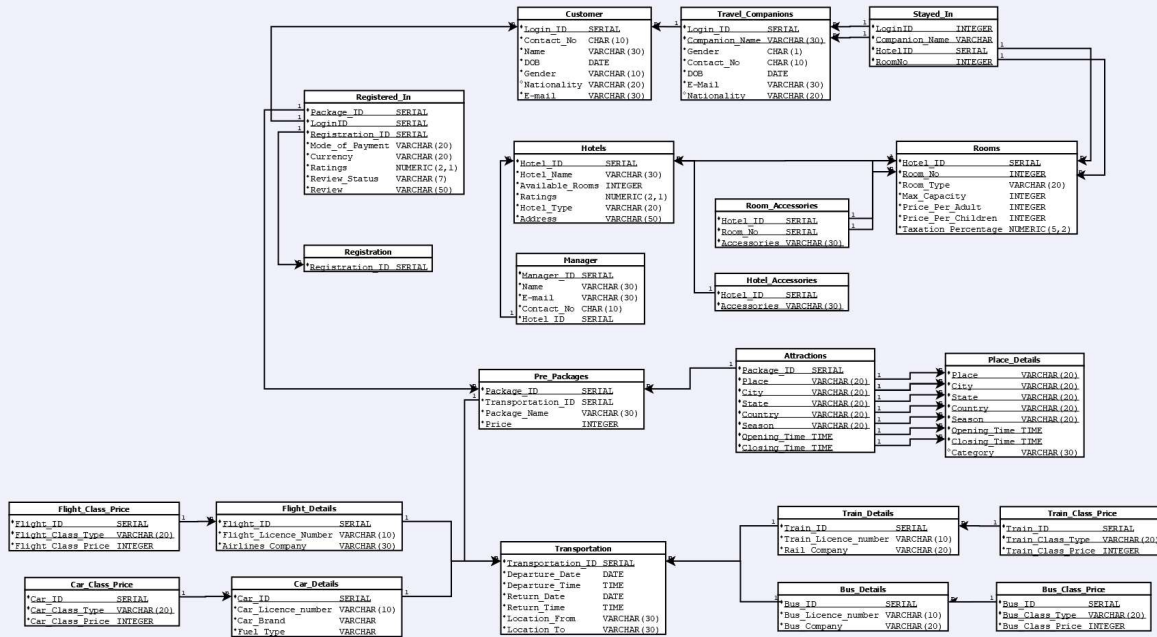 Customer
*Login_ID SERIAL
*Contact_No CHAR(10)
*Name VARCHAR(30)
*DOB DATE
*Gender VARCHAR(10)
°Nationality VARCHAR(20)
*E-mail VARCHAR(30)
Travel_Companions
*Login_ID SERIAL
*Companion_Name VARCHAR(30)
*Gender CHAR(1)
*Contact_No CHAR(10)
*DOB DATE
*E-Mail VARCHAR(30)
°Nationality VARCHAR(20)
Stayed_In
*LoginID INTEGER
*Companion_Name VARCHAR
*HotelID SERIAL
*RoomNo INTEGER
Registered_In
*Package_ID SERIAL
*LoginID SERIAL
*Registration_ID SERIAL
*Mode_of_Payment VARCHAR(20)
*Currency VARCHAR(20)
*Ratings NUMERIC(2,1)
*Review_Status VARCHAR(7)
*Review VARCHAR(50)
Hotels
*Hotel_ID SERIAL
*Hotel_Name VARCHAR(30)
*Available_Rooms INTEGER
*Ratings NUMERIC(2,1)
*Hotel_Type VARCHAR(20)
*Address VARCHAR(50)
Rooms
*Hotel_ID SERIAL
*Room_No INTEGER
*Room_Type VARCHAR(20)
*Max_Capacity INTEGER
*Price_Per_Adult INTEGER
*Price_Per_Children INTEGER
*Taxation_Percentage NUMERIC(5,2)
Room_Accessories
*Hotel_ID SERIAL
*Room_No SERIAL
*Accessories VARCHAR(30)
Registration
*Registration_ID SERIAL
Manager
*Manager_ID SERIAL
*Name VARCHAR(30)
*E-mail VARCHAR(30)
*Contact_No CHAR(10)
*Hotel_ID SERIAL
Hotel_Accessories
*Hotel_ID SERIAL
*Accessories VARCHAR(30)
Pre_Packages
*Package_ID SERIAL
*Transportation_ID SERIAL
*Package_Name VARCHAR(30)
*Price INTEGER
Attractions
*Package_ID SERIAL
*Place VARCHAR(20)
*City VARCHAR(20)
*State VARCHAR(20)
*Country VARCHAR(20)
*Season VARCHAR(20)
*Opening_Time TIME
*Closing_Time TIME
Place_Details
*Place VARCHAR(20)
*City VARCHAR(20)
*State VARCHAR(20)
*Country VARCHAR(20)
*Season VARCHAR(20)
*Opening_Time TIME
*Closing_Time TIME
°Category VARCHAR(30)
Flight_Class_Price
*Flight_ID SERIAL
*Flight_Class_Type VARCHAR(20)
*Flight_Class_Price INTEGER
Flight_Details
*Flight_ID SERIAL
*Flight_Licence_Number VARCHAR(10)
*Airlines_Company VARCHAR(30)
Car_Class_Price
*Car_ID SERIAL
*Car_Class_Type VARCHAR(20)
*Car_Class_Price INTEGER
Car_Details
*Car_ID SERIAL
*Car_Licence_number VARCHAR(10)
*Car_Brand VARCHAR
*Fuel_Type VARCHAR
Transportation
*Transportation_ID SERIAL
*Departure_Date DATE
*Departure_Time TIME
*Return_Date DATE
*Return_Time TIME
*Location_From VARCHAR(30)
*Location_To VARCHAR(30)
Train_Details
*Train_ID SERIAL
*Train_Licence_number VARCHAR(10)
*Rail_Company VARCHAR(20)
Train_Class_Price
*Train_ID SERIAL
*Train_Class_Type VARCHAR(20)
*Train_Class_Price INTEGER
Bus_Details
*Bus_ID SERIAL
*Bus_Licence_number VARCHAR(10)
*Bus_Company VARCHAR(20)
Bus_Class_Price
*Bus_ID SERIAL
*Bus_Class_Type VARCHAR(20)
*Bus_Class_Price INTEGER